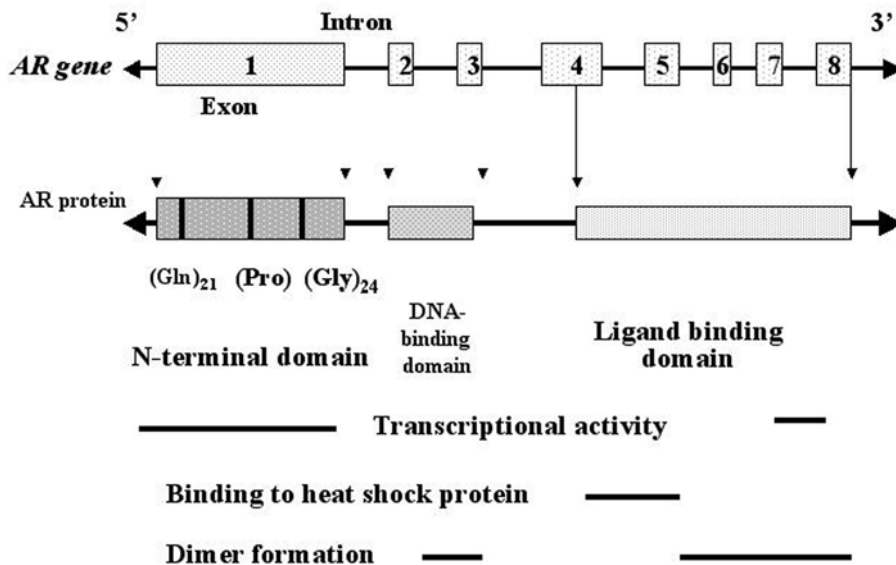 5’ Intron 3’
AR gene 1 2 3 4 5 6 7 8
Exon
AR protein
(Gln)21 (Pro) (Gly)24
DNA-
binding
domain
N-terminal domain
Ligand binding
domain
Transcriptional activity
Binding to heat shock protein
Dimer formation